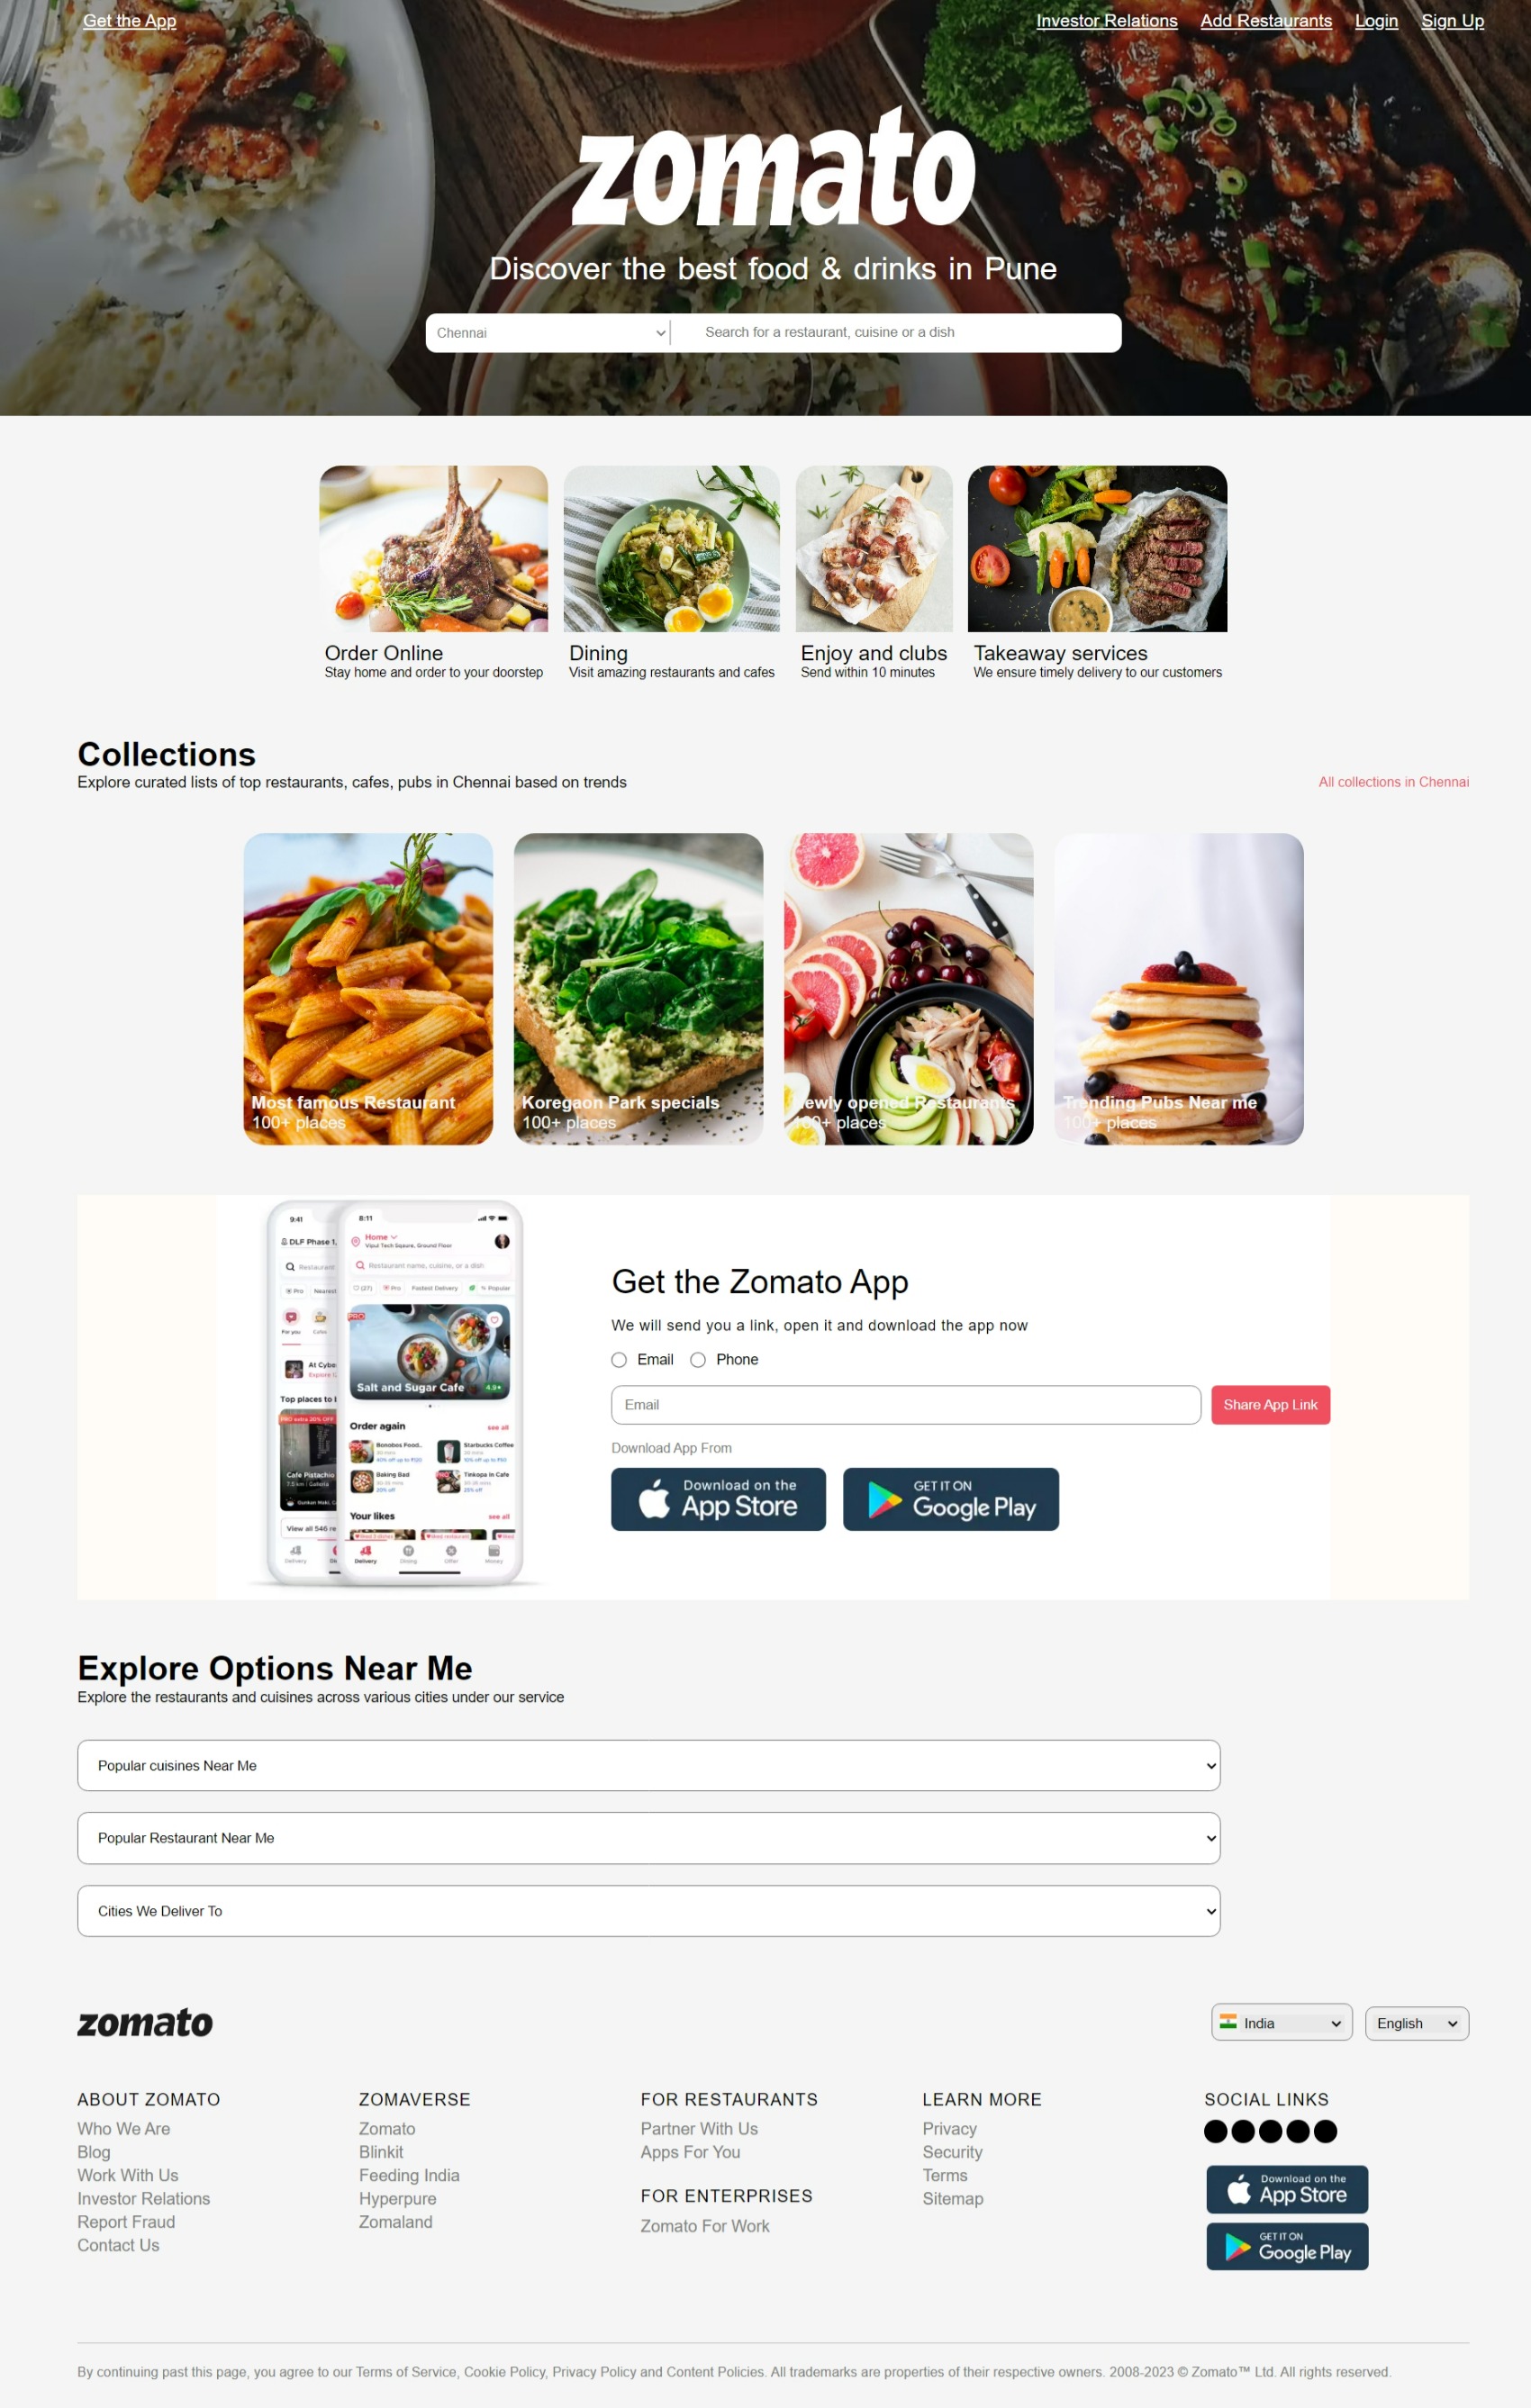 Get the App
Investor Relations
Add Restaurants
Login
Sign Up
zomato
Discover the best food & drinks in Pune
Chennai
Search for a restaurant, cuisine or a dish
Order Online
Stay home and order to your doorstep
Dining
Visit amazing restaurants and cafes
Enjoy and clubs
Send within 10 minutes
Takeaway services
We ensure timely delivery to our customers
Collections
Explore curated lists of top restaurants, cafes, pubs in Chennai based on trends
All collections in Chennai
Most famous Restaurant
100+ places
Koregaon Park specials
100+ places
Newly opened Restaurants
100+ places
Trending Pubs Near me
100+ places
9:41
DLF Phase 1,
Restaurant
Pro
Nearest
For you
Cafes
At Cybe
Explore
Top places to
PRO extra 20% OFF
Cafe Pistachio
View all 546 re
Delivery
8:11
Home
Vipul Tech Square, Ground Floor
Restaurant name, cuisine, or a dish
(27)
Pro
Fastest Delivery
Popular
PRO
Salt and Sugar Cafe
4.9
Order again
see all
Bonobos Food..
Starbucks Coffee
Baking Bad
Tinkopa in Cafe
Your likes
see all
Delivery
Dining
Offer
Money
Get the Zomato App
We will send you a link, open it and download the app now
Email
Phone
Email
Share App Link
Download App From
Download on the
App Store
GET IT ON
Google Play
Explore Options Near Me
Explore the restaurants and cuisines across various cities under our service
Popular cuisines Near Me
Popular Restaurant Near Me
Cities We Deliver To
zomato
India
English
ABOUT ZOMATO
Who We Are
Blog
Work With Us
Investor Relations
Report Fraud
Contact Us
ZOMAVERSE
Zomato
Blinkit
Feeding India
Hyperpure
Zomaland
FOR RESTAURANTS
Partner With Us
Apps For You
FOR ENTERPRISES
Zomato For Work
LEARN MORE
Privacy
Security
Terms
Sitemap
SOCIAL LINKS
Download on the
App Store
GET IT ON
Google Play
By continuing past this page, you agree to our Terms of Service, Cookie Policy, Privacy Policy and Content Policies. All trademarks are properties of their respective owners. 2008-2023 © Zomato™ Ltd. All rights reserved.